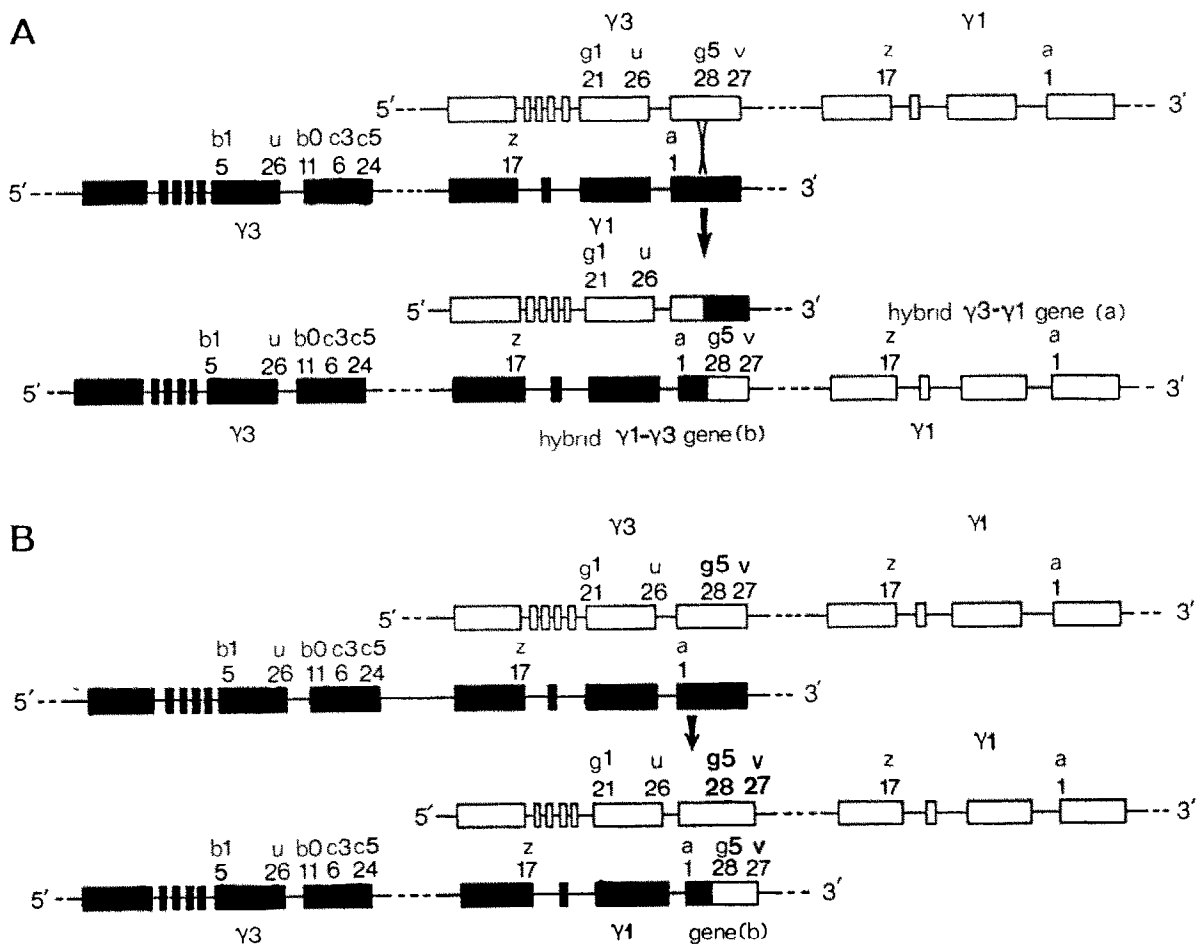 A
γ3 γ1
g1 u g5 v z a
21 26 28 27 17 1
5′ 3′
b1 u b0 c3 c5 z a
5 26 11 6 24 17 1
5′ 3′
γ3 γ1
g1 u
21 26
5′ 3′
hybrid γ3-γ1 gene (a)
b1 u b0 c3 c5 z a g5 v z a
5 26 11 6 24 17 1 28 27 17 1
5′ 3′
γ3 hybrid γ1-γ3 gene(b) γ1
B
γ3 γ1
g1 u g5 v z a
21 26 28 27 17 1
5′ 3′
b1 u b0 c3 c5 z a
5 26 11 6 24 17 1
5′ 3′
γ1
g1 u g5 v z a
21 26 28 27 17 1
5′ 3′
b1 u b0 c3 c5 z a g5 v
5 26 11 6 24 17 1 28 27
5′ 3′
γ3 γ1 gene(b)